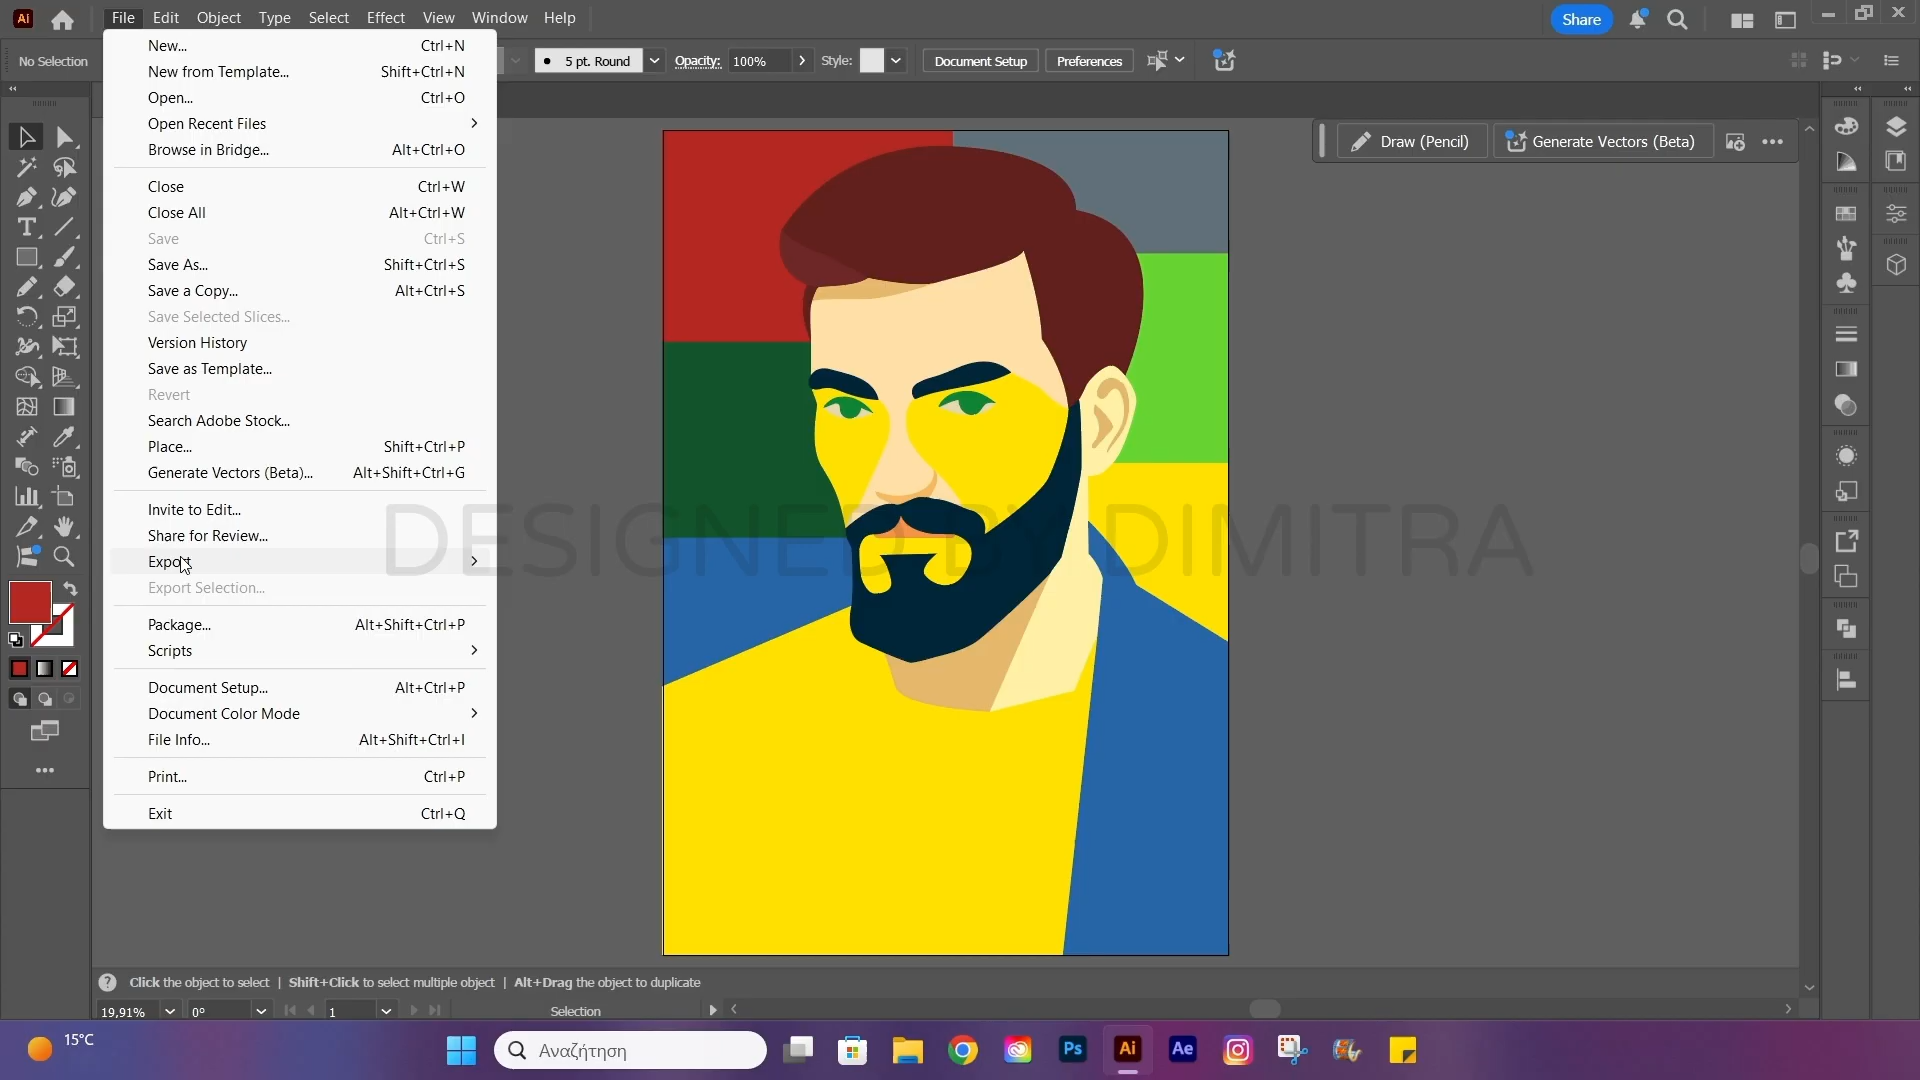 Ai File Edit Object Type Select Effect View Window Help Share
No Selection 5 pt. Round Opacity: 100% Style: Document Setup Preferences
New... Ctrl+N
New from Template... Shift+Ctrl+N
Open... Ctrl+O
Open Recent Files
Browse in Bridge... Alt+Ctrl+O
Draw (Pencil) Generate Vectors (Beta)
Close Ctrl+W
Close All Alt+Ctrl+W
Save Ctrl+S
Save As... Shift+Ctrl+S
Save a Copy... Alt+Ctrl+S
Save Selected Slices...
Version History
Save as Template...
Revert
Search Adobe Stock...
Place... Shift+Ctrl+P
Generate Vectors (Beta)... Alt+Shift+Ctrl+G
Invite to Edit...
Share for Review...
DESIGNED BY DIMITRA
Export
Export Selection...
Package... Alt+Shift+Ctrl+P
Scripts
Document Setup... Alt+Ctrl+P
Document Color Mode
File Info... Alt+Shift+Ctrl+I
Print... Ctrl+P
Exit Ctrl+Q
Click the object to select | Shift+Click to select multiple object | Alt+Drag the object to duplicate
19,91% 0° 1 Selection
15°C Αναζήτηση Ps Ai Ae